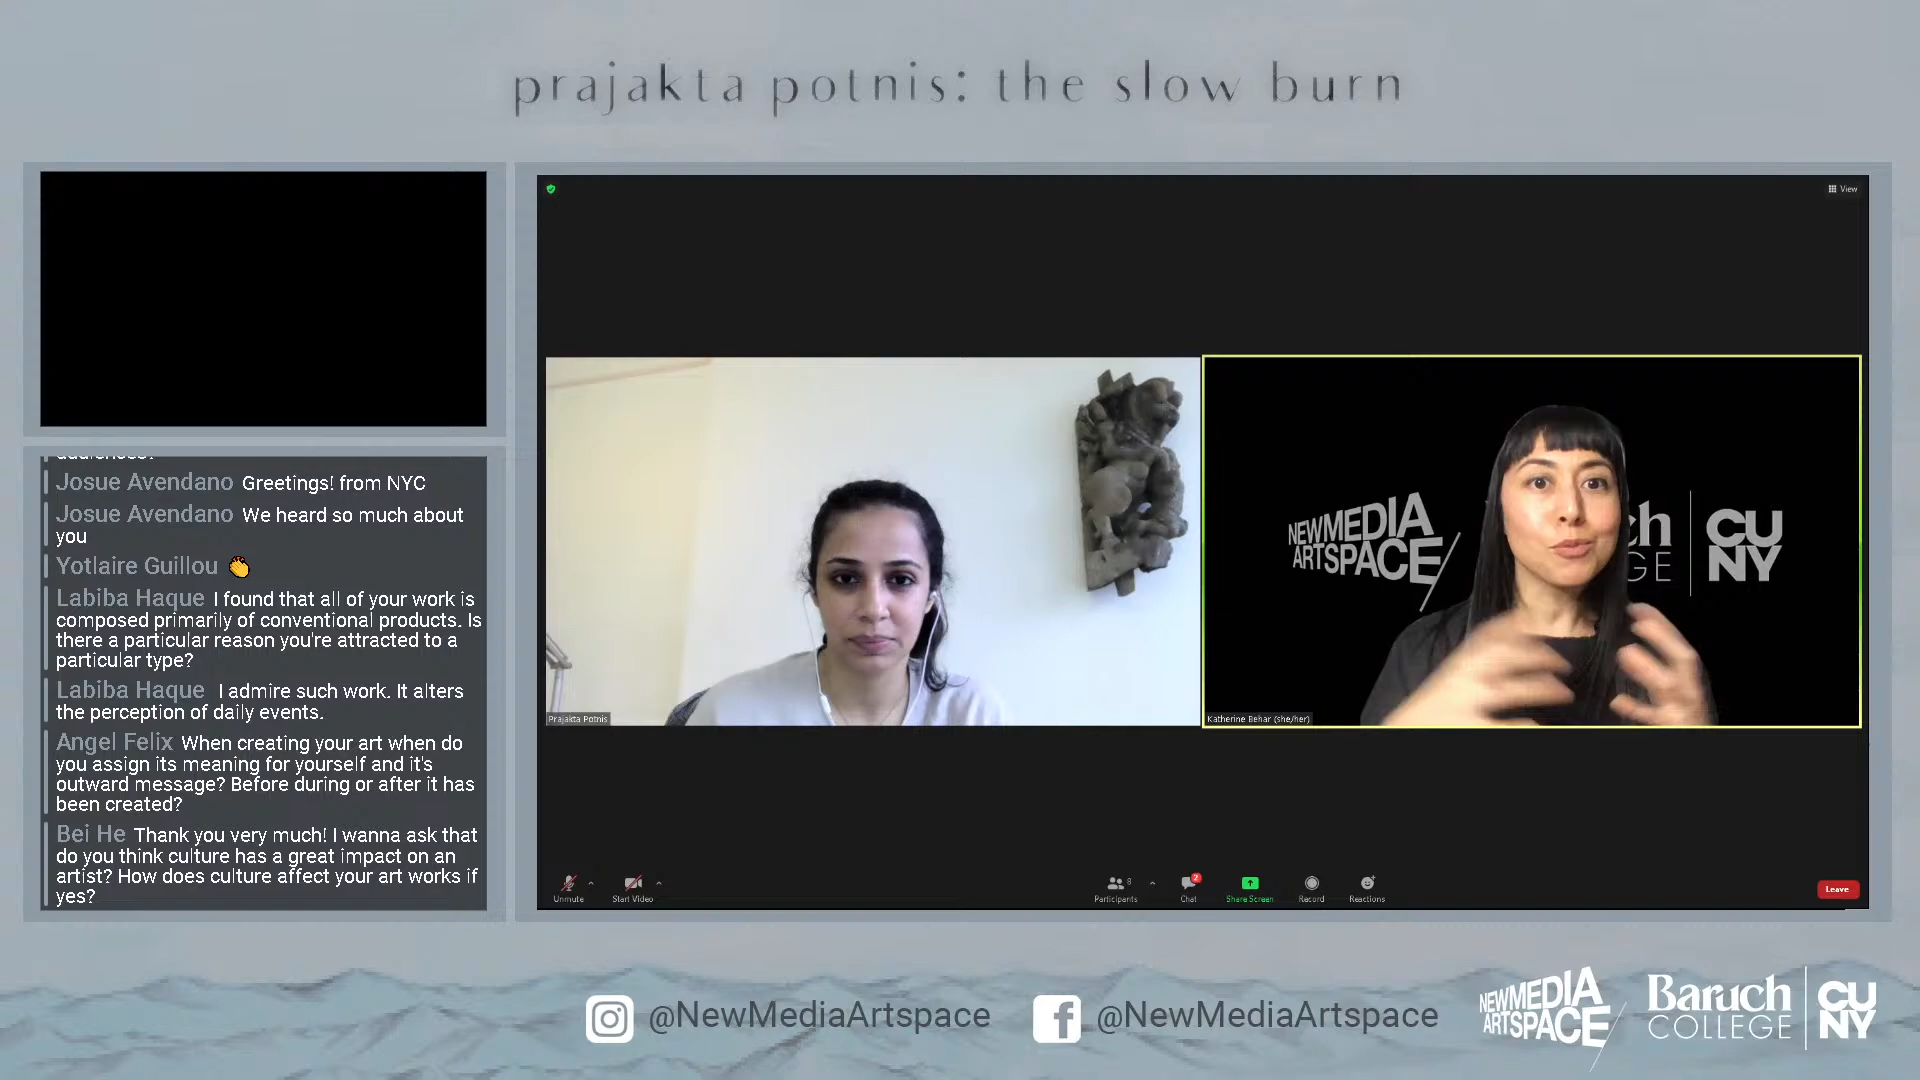 prajakta potnis: the slow burn
audiences?
Josue Avendano Greetings! from NYC
Josue Avendano We heard so much about
you
Yotlaire Guillou 👏
Labiba Haque I found that all of your work is
composed primarily of conventional products. Is
there a particular reason you're attracted to a
particular type?
Labiba Haque I admire such work. It alters
the perception of daily events.
Angel Felix When creating your art when do
you assign its meaning for yourself and it's
outward message? Before during or after it has
been created?
Bei He Thank you very much! I wanna ask that
do you think culture has a great impact on an
artist? How does culture affect your art works if
yes?
View
Prajakta Potnis
NEWMEDIA
ARTSPACE
ch
GE
CU
NY
Katherine Behar (she/her)
Unmute
Start Video
8
Participants
2
Chat
Share Screen
Record
Reactions
Leave
@NewMediaArtspace
@NewMediaArtspace
NEWMEDIA
ARTSPACE
Baruch
COLLEGE
CU
NY